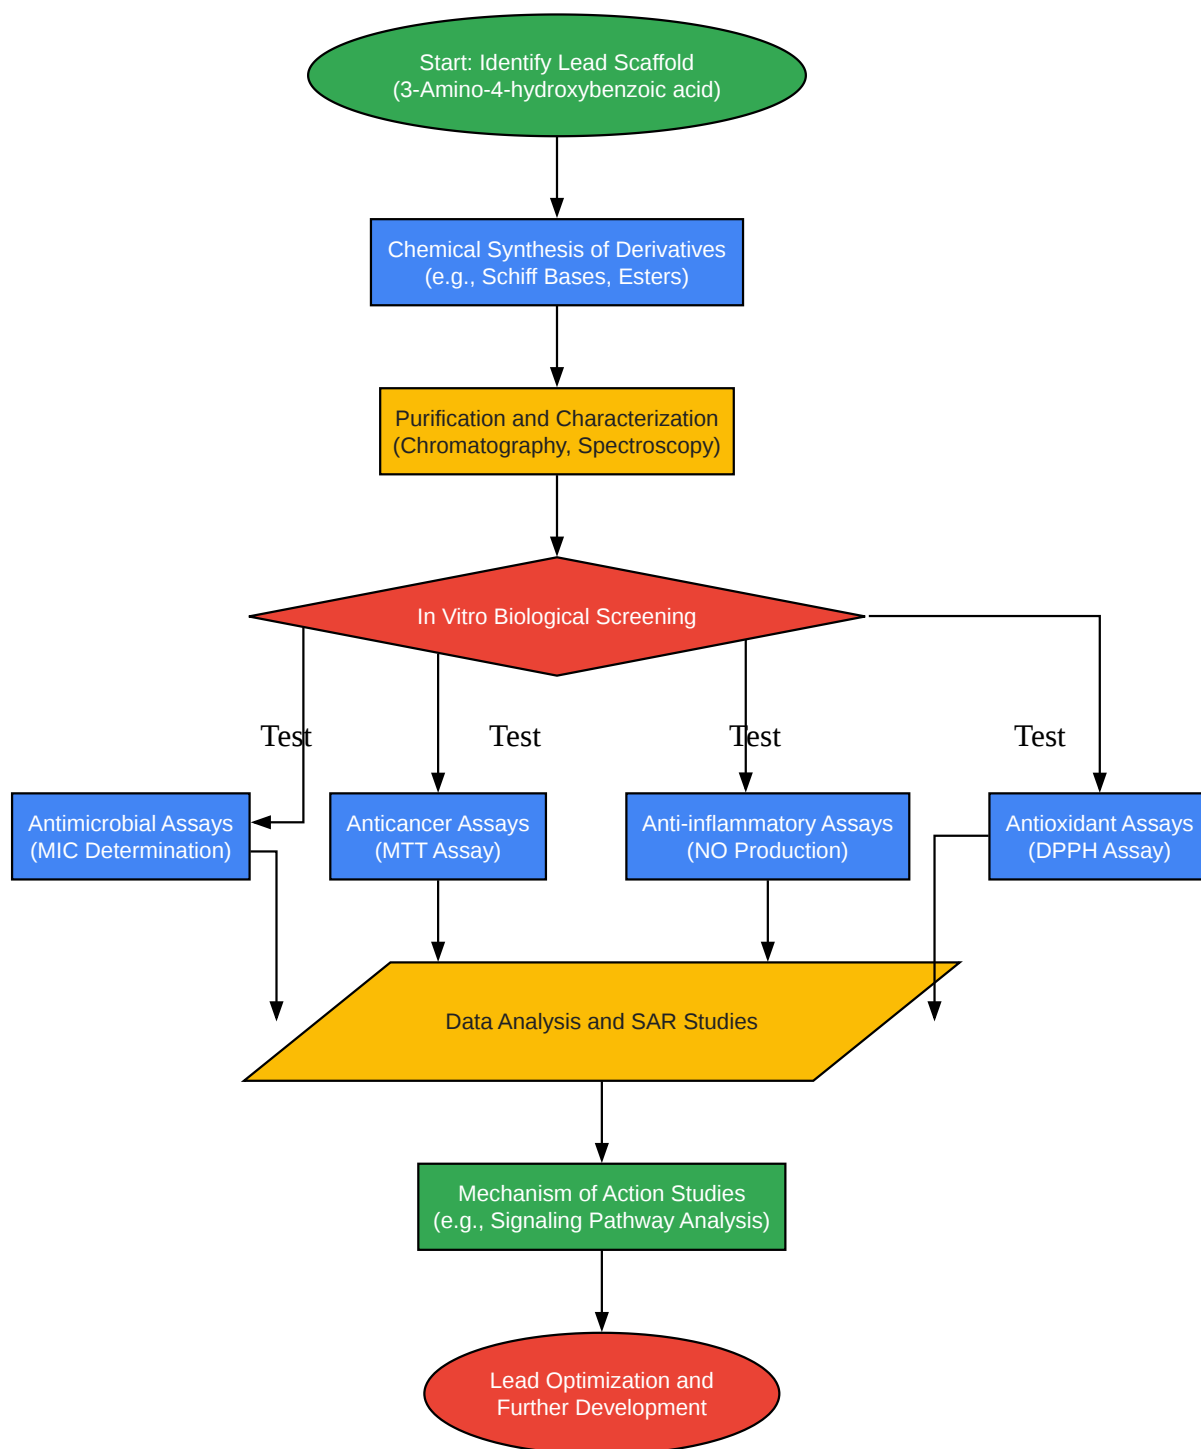 Start: Identify Lead Scaffold
(3-Amino-4-hydroxybenzoic acid)
Chemical Synthesis of Derivatives
(e.g., Schiff Bases, Esters)
Purification and Characterization
(Chromatography, Spectroscopy)
In Vitro Biological Screening
Test
Test
Test
Test
Antimicrobial Assays
(MIC Determination)
Anticancer Assays
(MTT Assay)
Anti-inflammatory Assays
(NO Production)
Antioxidant Assays
(DPPH Assay)
Data Analysis and SAR Studies
Mechanism of Action Studies
(e.g., Signaling Pathway Analysis)
Lead Optimization and
Further Development